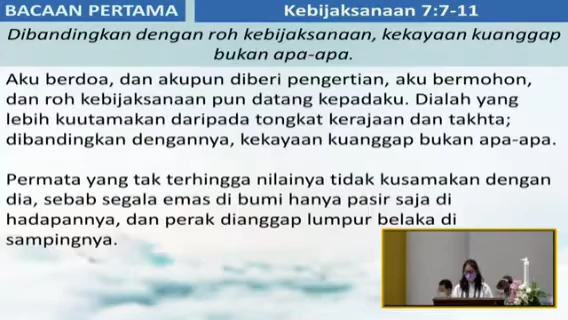 BACAAN PERTAMA
Kebijaksanaan 7:7-11
Dibandingkan dengan roh kebijaksanaan, kekayaan kuanggap
bukan apa-apa.
Aku berdoa, dan akupun diberi pengertian, aku bermohon,
dan roh kebijaksanaan pun datang kepadaku. Dialah yang
lebih kuutamakan daripada tongkat kerajaan dan takhta;
dibandingkan dengannya, kekayaan kuanggap bukan apa-apa.
Permata yang tak terhingga nilainya tidak kusamakan dengan
dia, sebab segala emas di bumi hanya pasir saja di
hadapannya, dan perak dianggap lumpur belaka di
sampingnya.